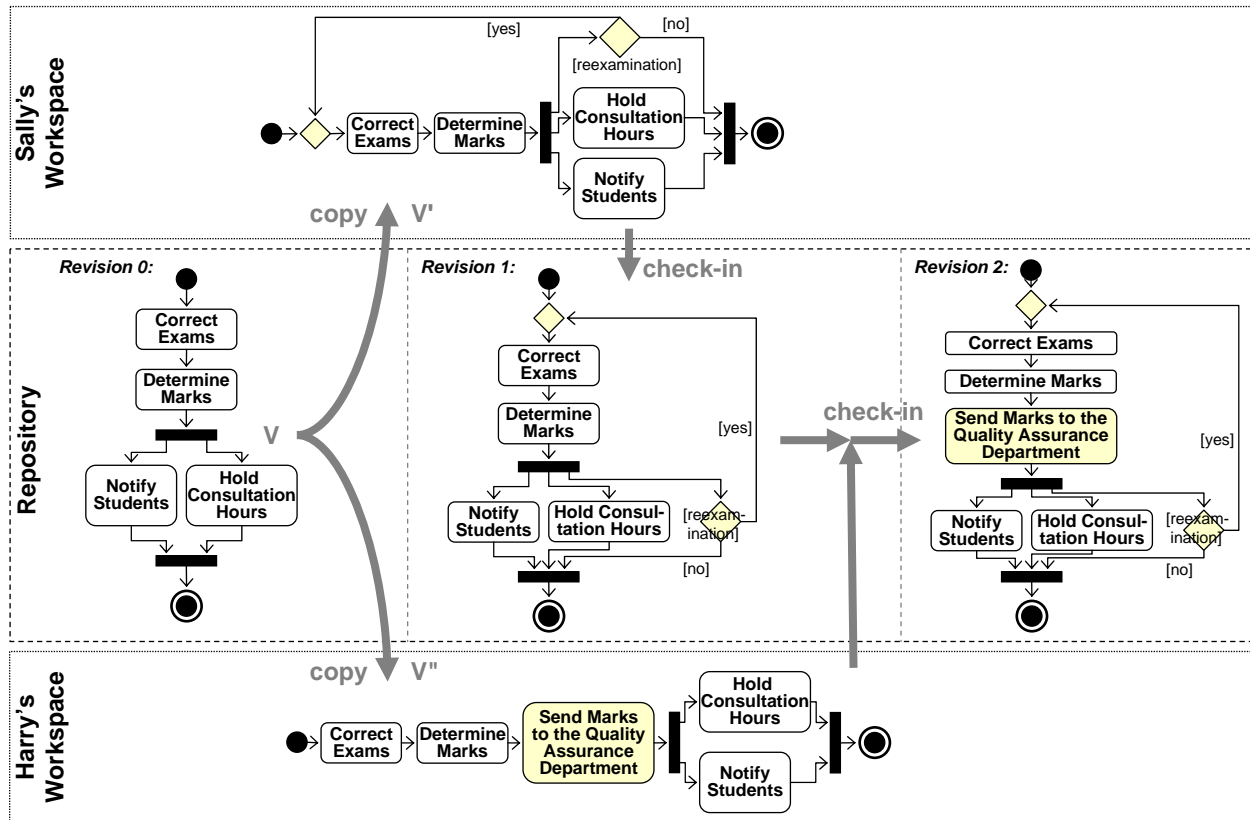 Sally's
Workspace
[yes]
[no]
[reexamination]
Correct
Exams
Determine
Marks
Hold
Consultation
Hours
Notify
Students
copy V'
check-in
Repository
Revision 0:
Correct
Exams
Determine
Marks
Notify
Students
Hold
Consultation
Hours
V
Revision 1:
Correct
Exams
Determine
Marks
[yes]
Notify
Students
Hold Consul-
tation Hours
[reexam-
ination]
[no]
check-in
Revision 2:
Correct Exams
Determine Marks
Send Marks to the
Quality Assurance
Department
[yes]
Notify
Students
Hold Consul-
tation Hours
[reexam-
ination]
[no]
Harry's
Workspace
copy V"
Correct
Exams
Determine
Marks
Send Marks
to the Quality
Assurance
Department
Hold
Consultation
Hours
Notify
Students